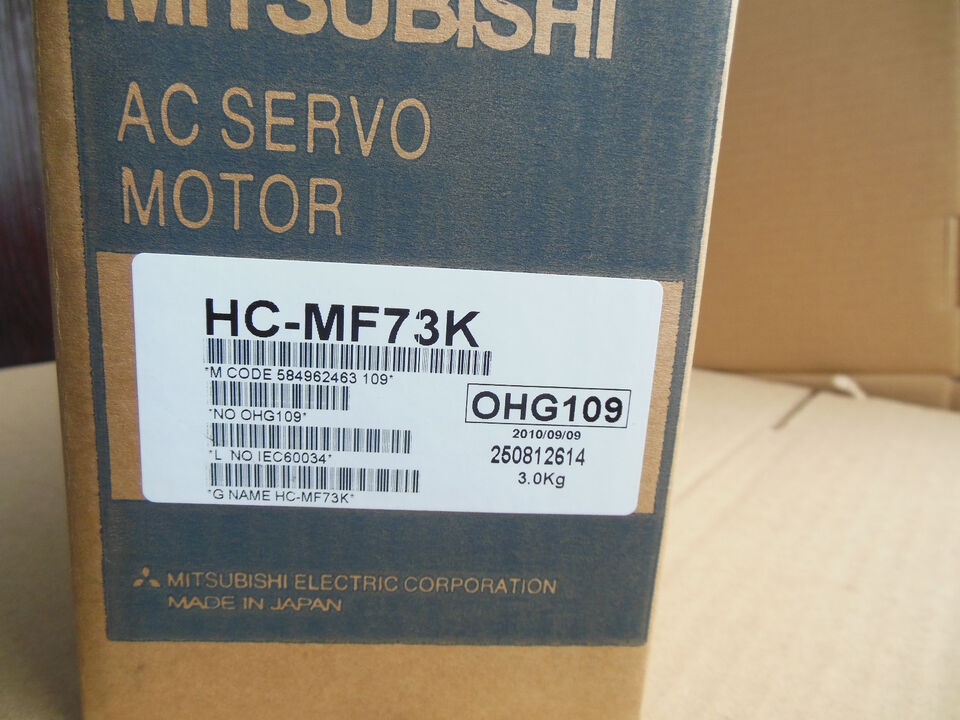 MITSUBISHI
AC SERVO
MOTOR
HC-MF73K
*M CODE 584962463 109*
*NO OHG109*
*L NO IEC60034*
*G NAME HC-MF73K*
OHG109
2010/09/09
250812614
3.0Kg
MITSUBISHI ELECTRIC CORPORATION
MADE IN JAPAN